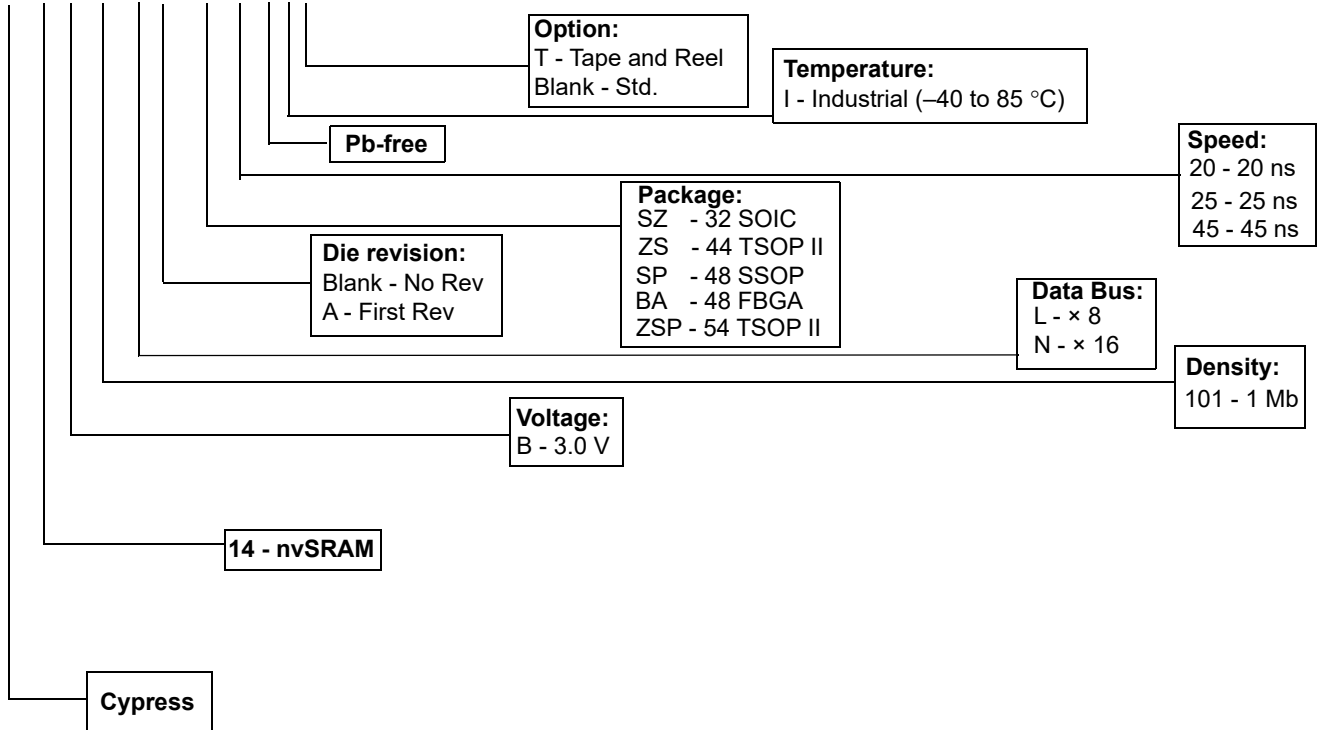 Option:
T - Tape and Reel
Blank - Std.
Temperature:
I - Industrial (–40 to 85 °C)
Pb-free
Speed:
20 - 20 ns
25 - 25 ns
45 - 45 ns
Package:
SZ - 32 SOIC
ZS - 44 TSOP II
SP - 48 SSOP
BA - 48 FBGA
ZSP - 54 TSOP II
Die revision:
Blank - No Rev
A - First Rev
Data Bus:
L - × 8
N - × 16
Density:
101 - 1 Mb
Voltage:
B - 3.0 V
14 - nvSRAM
Cypress